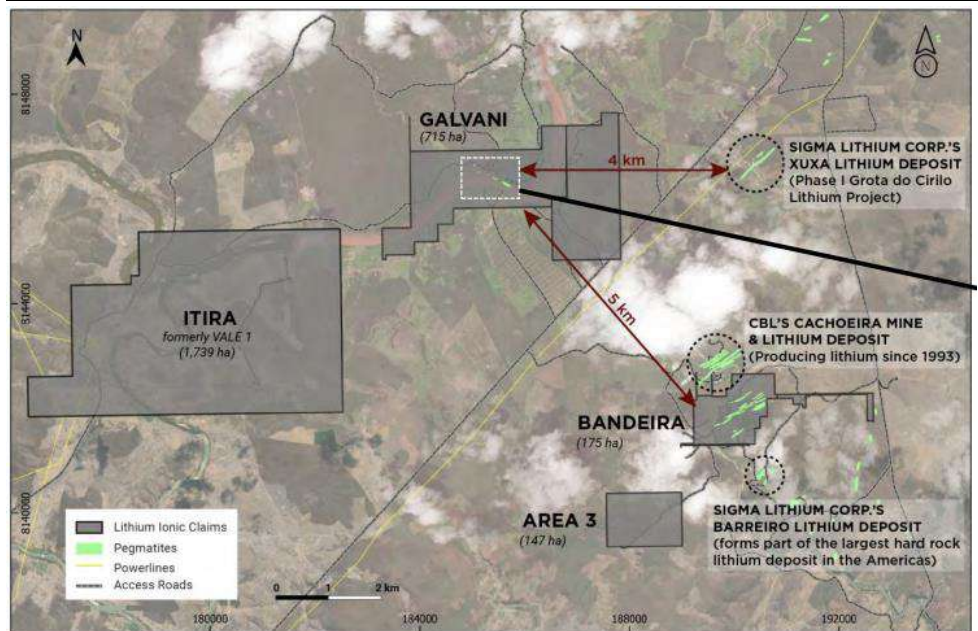 N
8148000
GALVANI
(715 ha)
4 km
N
SIGMA LITHIUM CORP.'S
XUXA LITHIUM DEPOSIT
(Phase I Grota do Cirilo
Lithium Project)
8144000
ITIRA
formerly VALE 1
(1,739 ha)
5 km
CBL'S CACHOEIRA MINE
& LITHIUM DEPOSIT
(Producing lithium since 1993)
BANDEIRA
(175 ha)
8140000
AREA 3
(147 ha)
SIGMA LITHIUM CORP.'S
BARREIRO LITHIUM DEPOSIT
(forms part of the largest hard rock
lithium deposit in the Americas)
Lithium Ionic Claims
Pegmatites
Powerlines
Access Roads
0 1 2 km
180000
184000
188000
192000